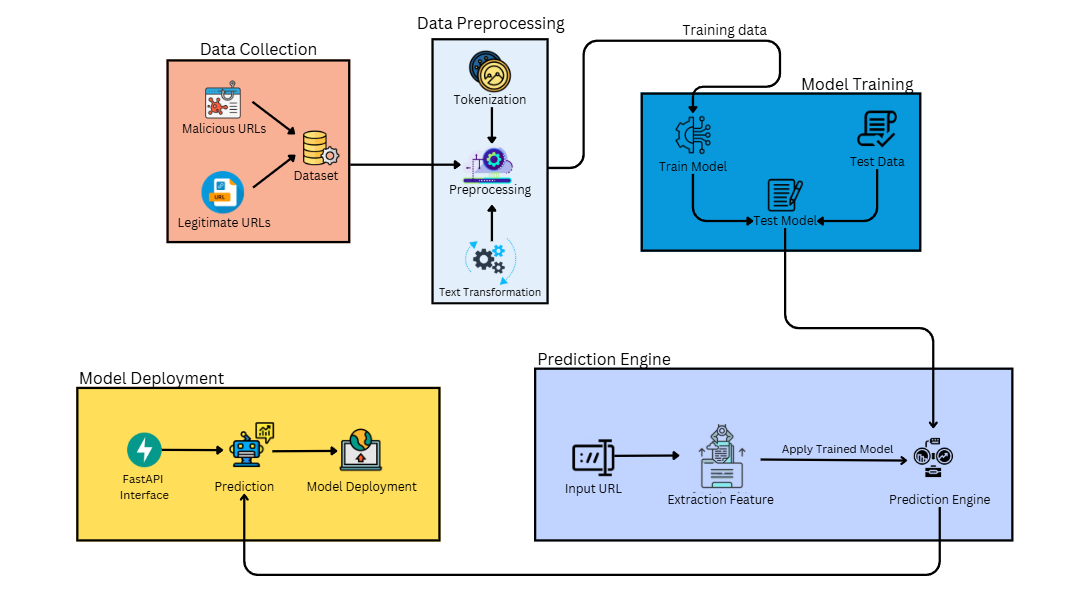 Data Preprocessing
Training data
Data Collection
Model Training
Malicious URLs
Dataset
URL
Legitimate URLs
Tokenization
Preprocessing
Text Transformation
Train Model
Test Data
Test Model
Prediction Engine
Model Deployment
FastAPI
Interface
Prediction
Model Deployment
://
Input URL
Extraction Feature
Apply Trained Model
Prediction Engine